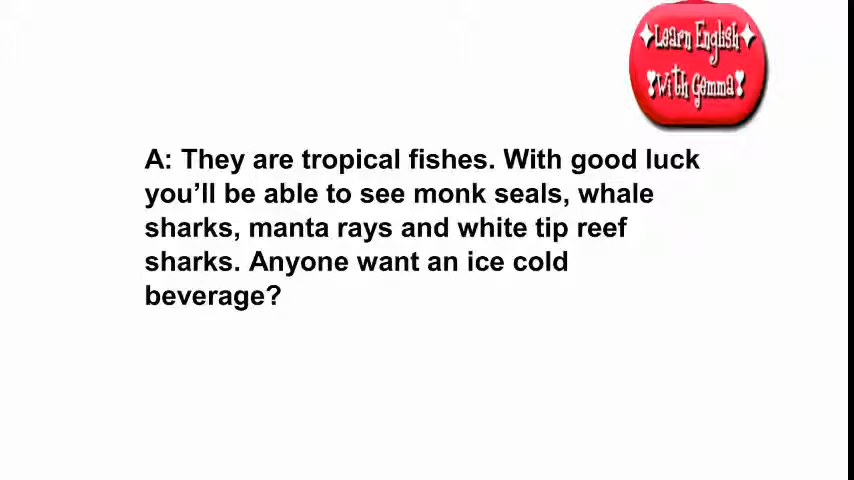 ✦Learn English✦
❣With Gemma❣
A: They are tropical fishes. With good luck
you’ll be able to see monk seals, whale
sharks, manta rays and white tip reef
sharks. Anyone want an ice cold
beverage?